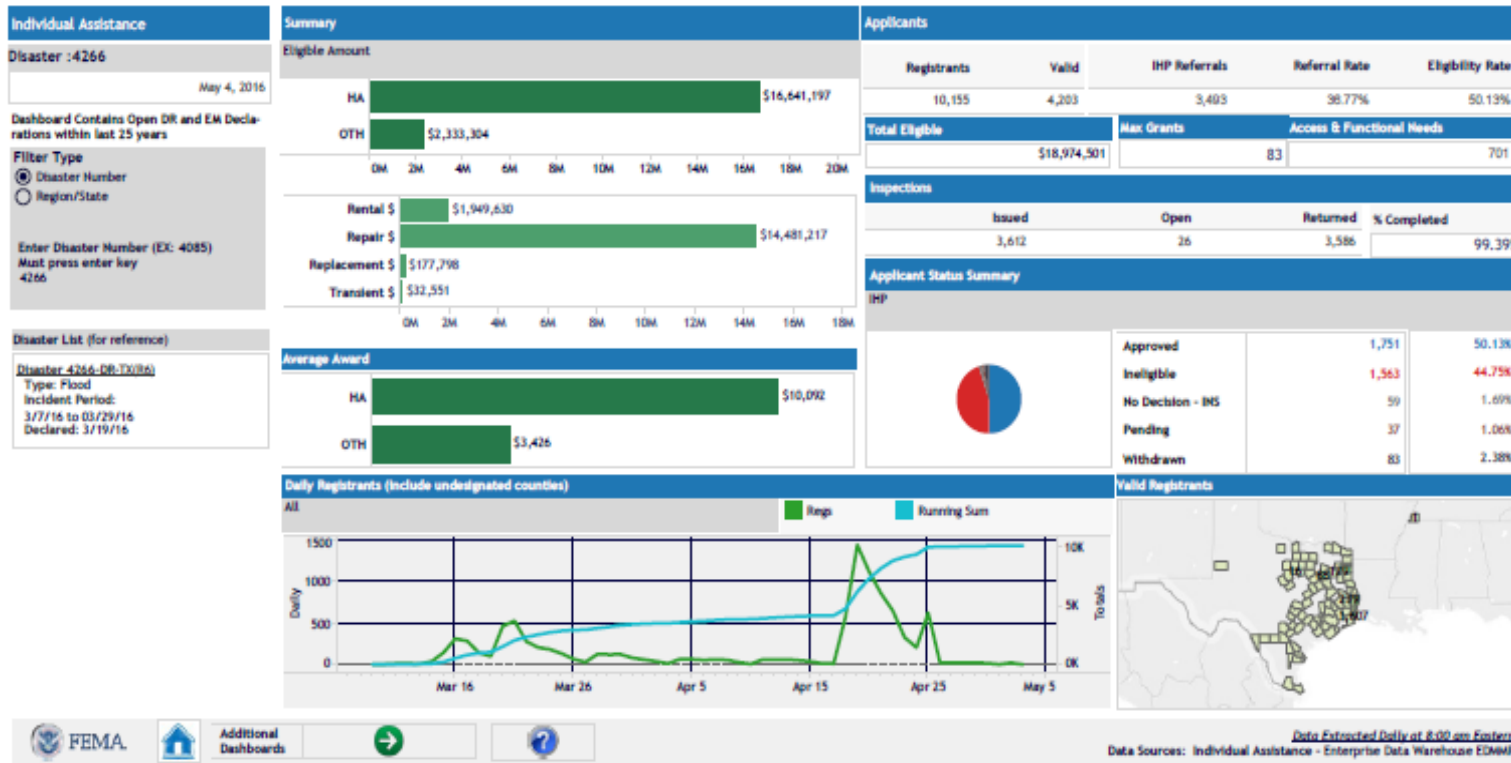 Individual Assistance
Disaster :4266
May 4, 2016
Dashboard Contains Open DR and EM Decla-
rations within last 25 years
Filter Type
Disaster Number
Region/State
Enter Disaster Number (EX: 4085)
Must press enter key
4266
Disaster List (for reference)
Disaster 4266-DR-TX(R6)
Type: Flood
Incident Period:
3/7/16 to 03/29/16
Declared: 3/19/16
Summary
Eligible Amount
HA $16,641,197
OTH $2,333,304
0M 2M 4M 6M 8M 10M 12M 14M 16M 18M 20M
Rental $ $1,949,630
Repair $ $14,481,217
Replacement $ $177,798
Transient $ $32,551
0M 2M 4M 6M 8M 10M 12M 14M 16M 18M
Average Award
HA $10,092
OTH $3,426
Applicants
Registrants Valid IHP Referrals Referral Rate Eligibility Rate
10,155 4,203 3,493 36.77% 50.13%
Total Eligible Max Grants Access & Functional Needs
$18,974,501 83 701
Inspections
Issued Open Returned % Completed
3,612 26 3,586 99.39
Applicant Status Summary
IHP
Approved 1,751 50.13%
Ineligible 1,563 44.75%
No Decision - INS 59 1.69%
Pending 37 1.06%
Withdrawn 83 2.38%
Daily Registrants (include undesignated counties)
All Regs Running Sum
1500 10K
1000
Daily 5K Totals
500
0 0K
Mar 16 Mar 26 Apr 5 Apr 15 Apr 25 May 5
Valid Registrants
FEMA
Additional
Dashboards
?
Data Extracted Daily at 8:00 am Eastern
Data Sources: Individual Assistance - Enterprise Data Warehouse